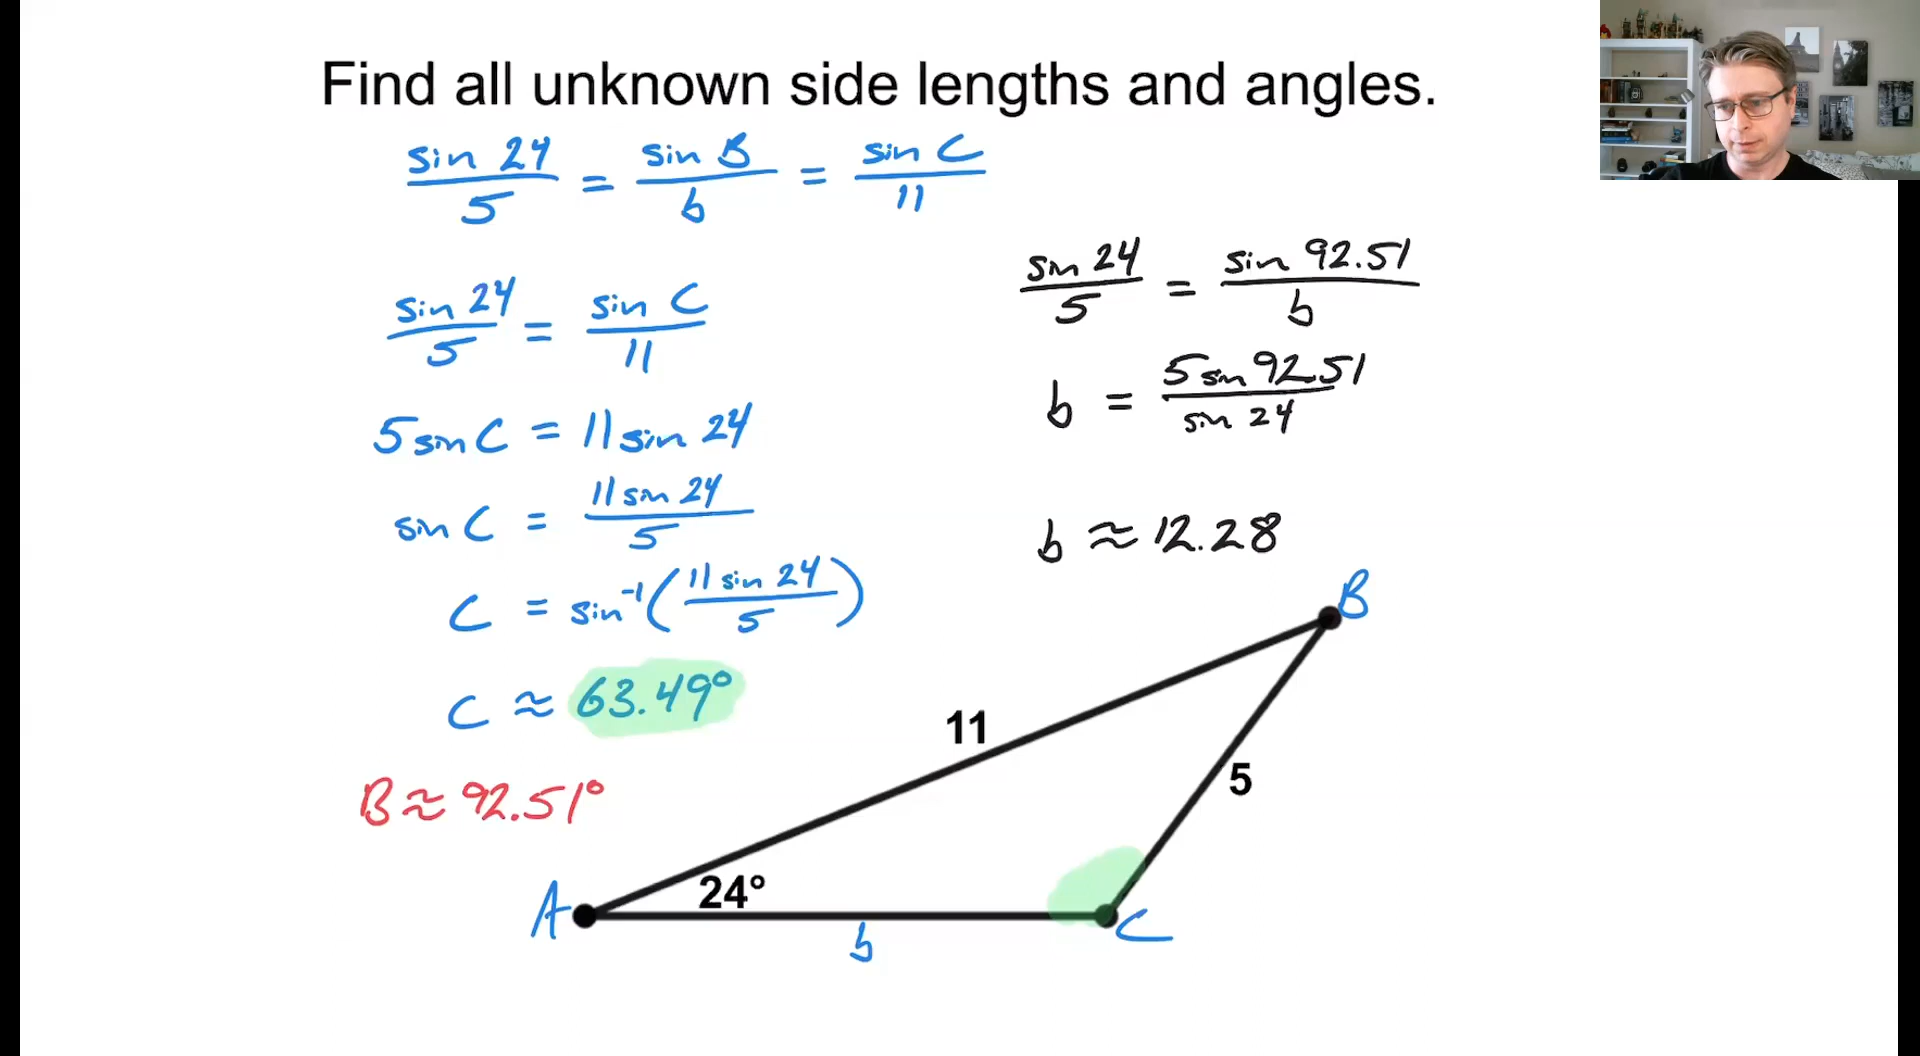 Find all unknown side lengths and angles.
sin 24/5 = sin B/b = sin C/11
sin 24/5 = sin C/11
5 sin C = 11 sin 24
sin C = 11 sin 24/5
C = sin⁻¹(11 sin 24/5)
C ≈ 63.49°
B ≈ 92.51°
sin 24/5 = sin 92.51/b
b = 5 sin 92.51/sin 24
b ≈ 12.28
B
11
5
24°
A
C
b